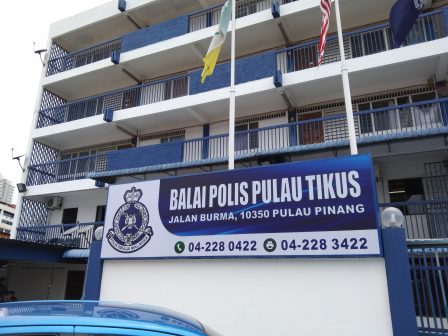 BALAI POLIS PULAU TIKUS
JALAN BURMA, 10350 PULAU PINANG
04-228 0422 04-228 3422